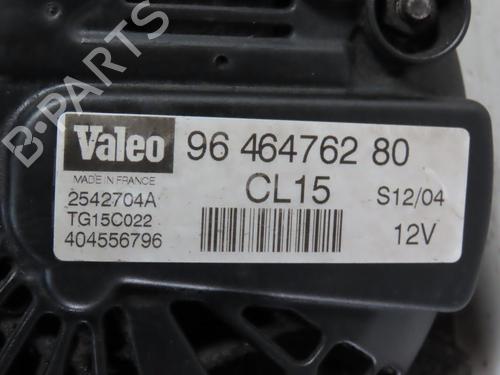 B-PARTS
Valeo
96 464762 80
MADE IN FRANCE
CL15
S12/04
2542704A
TG15C022
404556796
12V